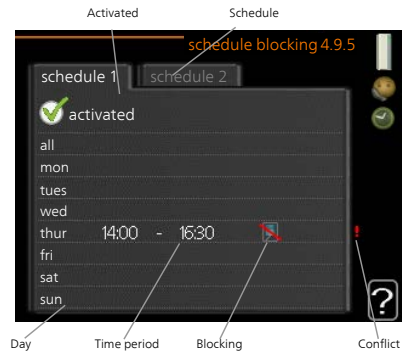 Activated Schedule
schedule blocking 4.9.5
schedule 1 schedule 2
activated
all
mon
tues
wed
thur 14:00 - 16:30 !
fri
sat
sun
?
Day Time period Blocking Conflict